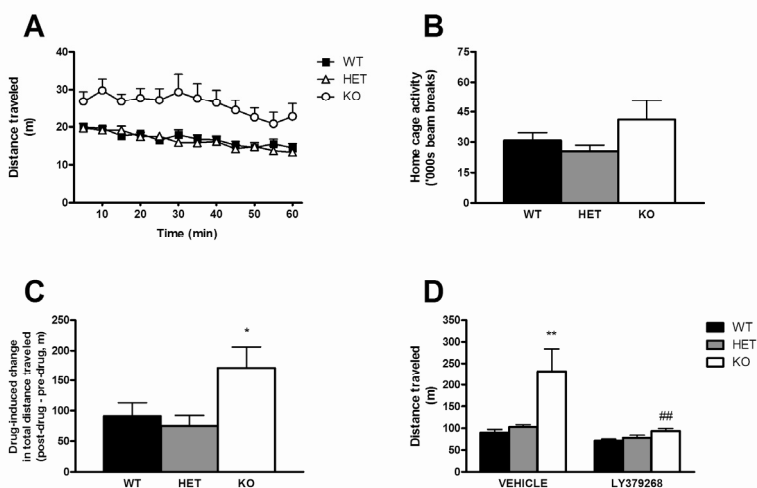 A
Distance traveled
(m)
40
30
20
10
0
10 20 30 40 50 60
Time (min)
WT
HET
KO
B
Home cage activity
('000s beam breaks)
75
60
45
30
15
0
WT HET KO
C
Drug-induced change
in total distance traveled
(post-drug - pre-drug, m)
250
200
150
100
50
0
*
WT HET KO
D
Distance traveled
(m)
350
300
250
200
150
100
50
0
**
##
VEHICLE LY379268
WT
HET
KO